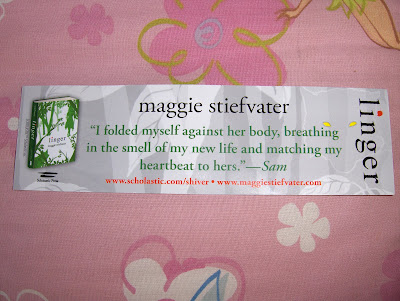 maggie stiefvater
“I folded myself against her body, breathing
in the smell of my new life and matching my
heartbeat to hers.”—Sam
www.scholastic.com/shiver • www.maggiestiefvater.com
linger
linger